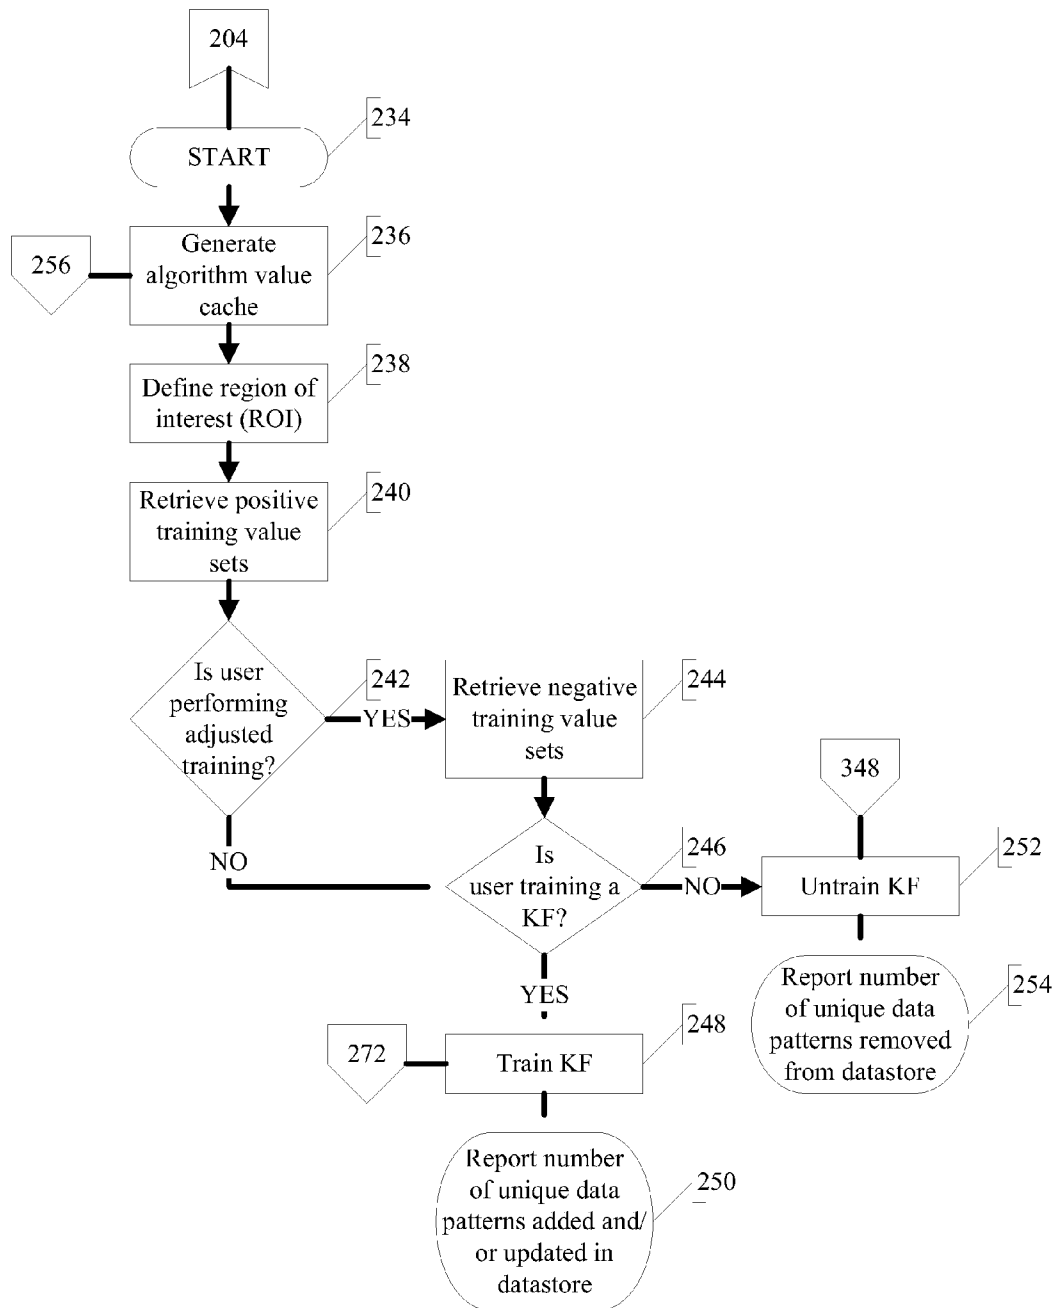 204
234
START
236
Generate
algorithm value
cache
256
238
Define region of
interest (ROI)
240
Retrieve positive
training value
sets
Is user
performing
adjusted
training?
242
YES
Retrieve negative
training value
sets
244
348
NO
Is
user training a
KF?
246
NO
Untrain KF
252
YES
Report number
of unique data
patterns removed
from datastore
254
272
Train KF
248
Report number
of unique data
patterns added and/
or updated in
datastore
250